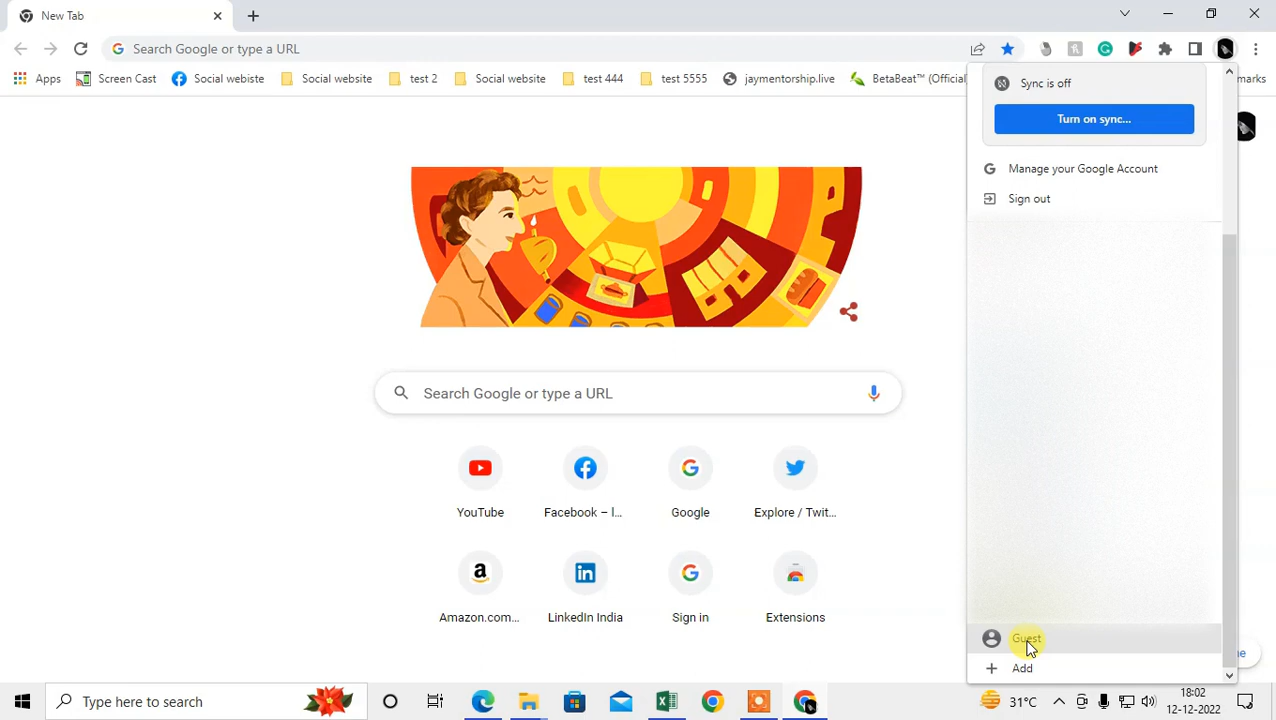 New Tab
Search Google or type a URL
Apps Screen Cast Social webiste Social website test 2 Social website test 444 test 5555 jaymentorship.live BetaBeat™ (Official marks
Sync is off
Turn on sync...
Manage your Google Account
Sign out
Search Google or type a URL
YouTube Facebook – l... Google Explore / Twit...
Amazon.com... LinkedIn India Sign in Extensions
Guest
Add
Type here to search
31°C
18:02
12-12-2022